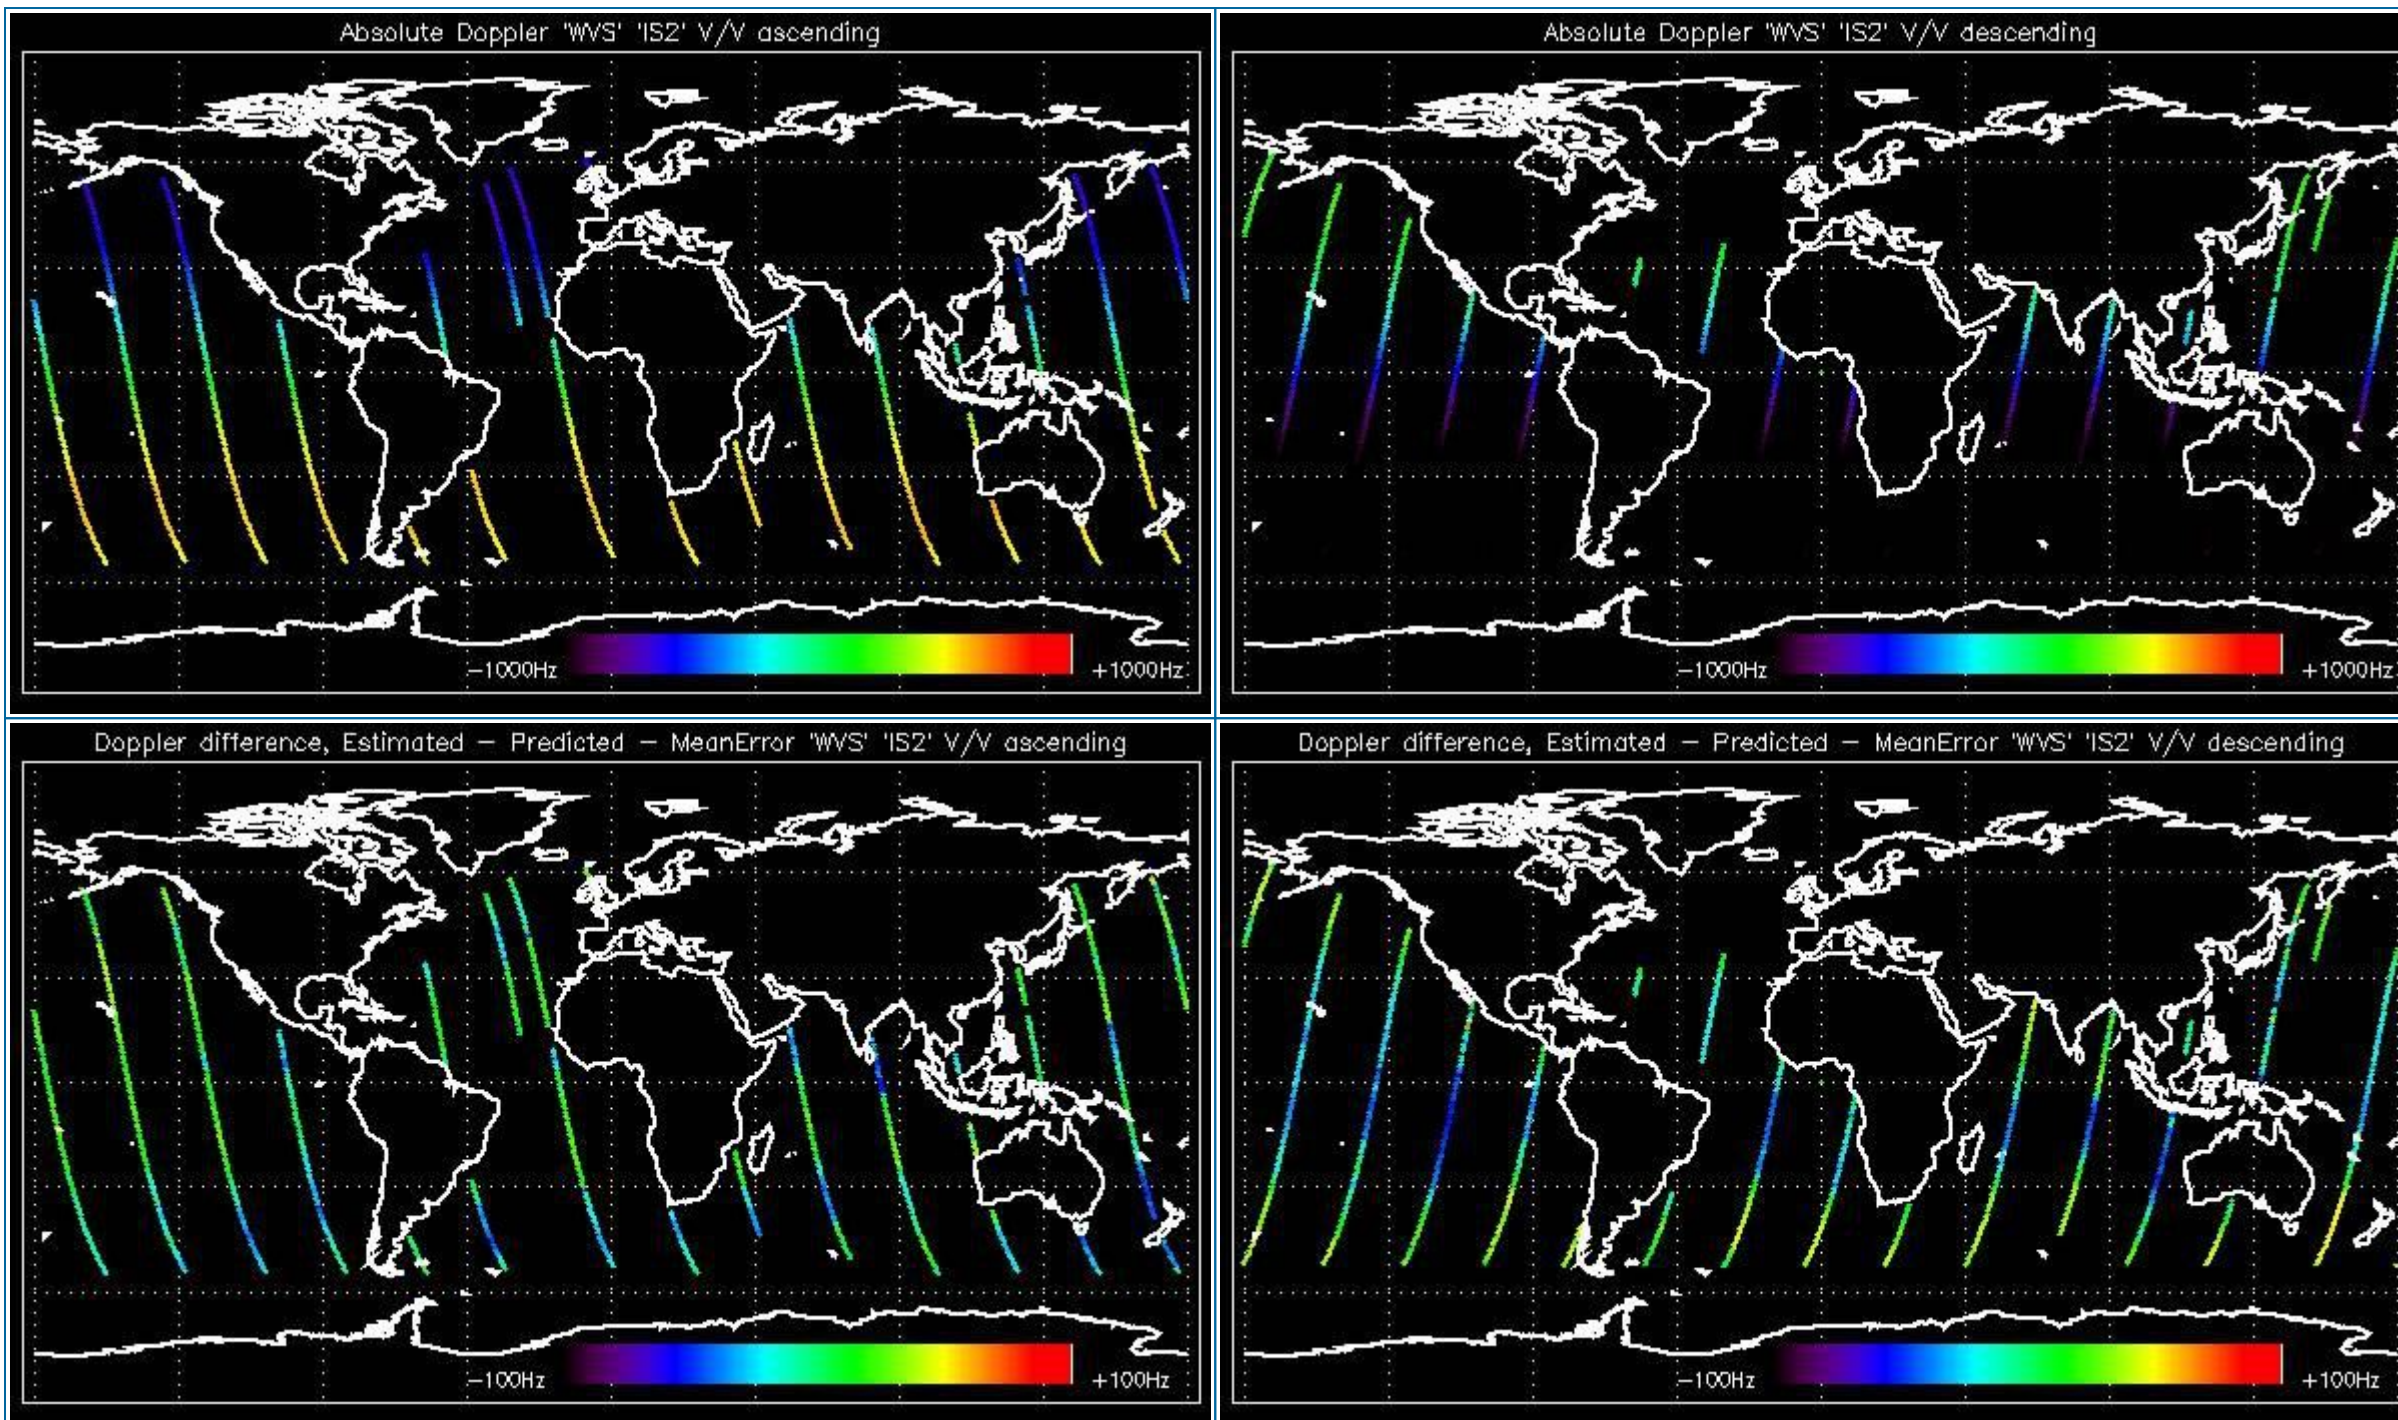 Absolute Doppler 'WVS' 'IS2' V/V ascending
−1000Hz
+1000Hz
Absolute Doppler 'WVS' 'IS2' V/V descending
−1000Hz
+1000Hz
Doppler difference, Estimated − Predicted − MeanError 'WVS' 'IS2' V/V ascending
−100Hz
+100Hz
Doppler difference, Estimated − Predicted − MeanError 'WVS' 'IS2' V/V descending
−100Hz
+100Hz